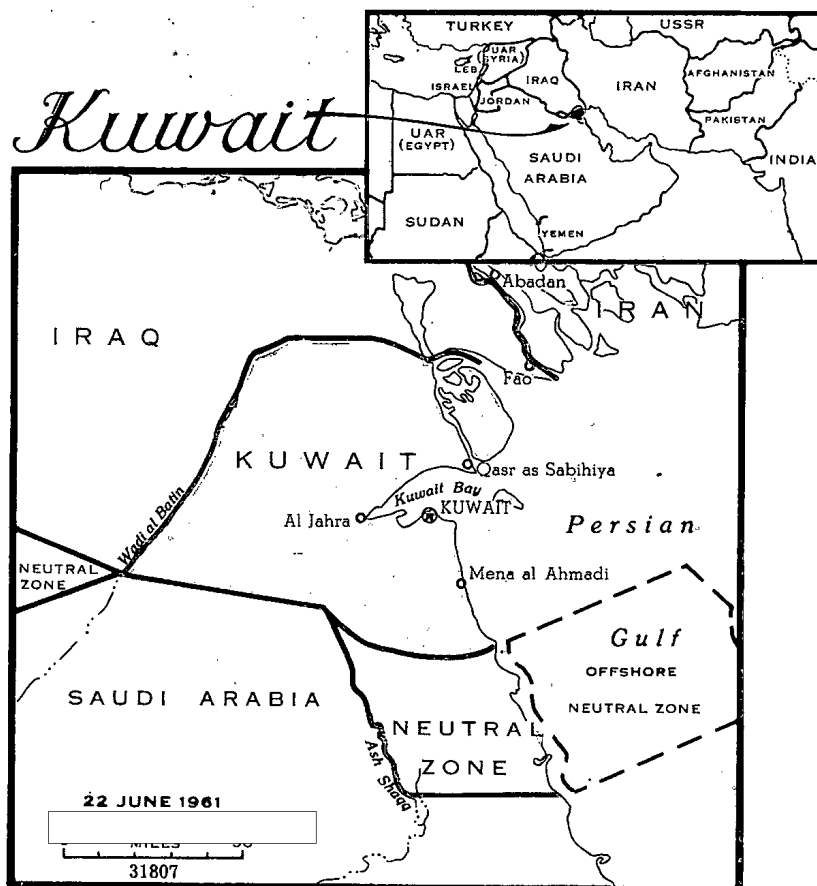 Kuwait
TURKEY
USSR
UAR
(SYRIA)
LEB
ISRAEL
IRAQ
IRAN
AFGHANISTAN
JORDAN
PAKISTAN
UAR
(EGYPT)
SAUDI
ARABIA
INDIA
SUDAN
YEMEN
Abadan
IRAN
IRAQ
Fao
KUWAIT
Qasr as Sabihiya
Kuwait Bay
Al Jahra
KUWAIT
Persian
Wadi al Batin
NEUTRAL
ZONE
Mena al Ahmadi
Gulf
OFFSHORE
NEUTRAL ZONE
SAUDI ARABIA
NEUTRAL
ZONE
Ash Shaqq
22 JUNE 1961
MILES
31807